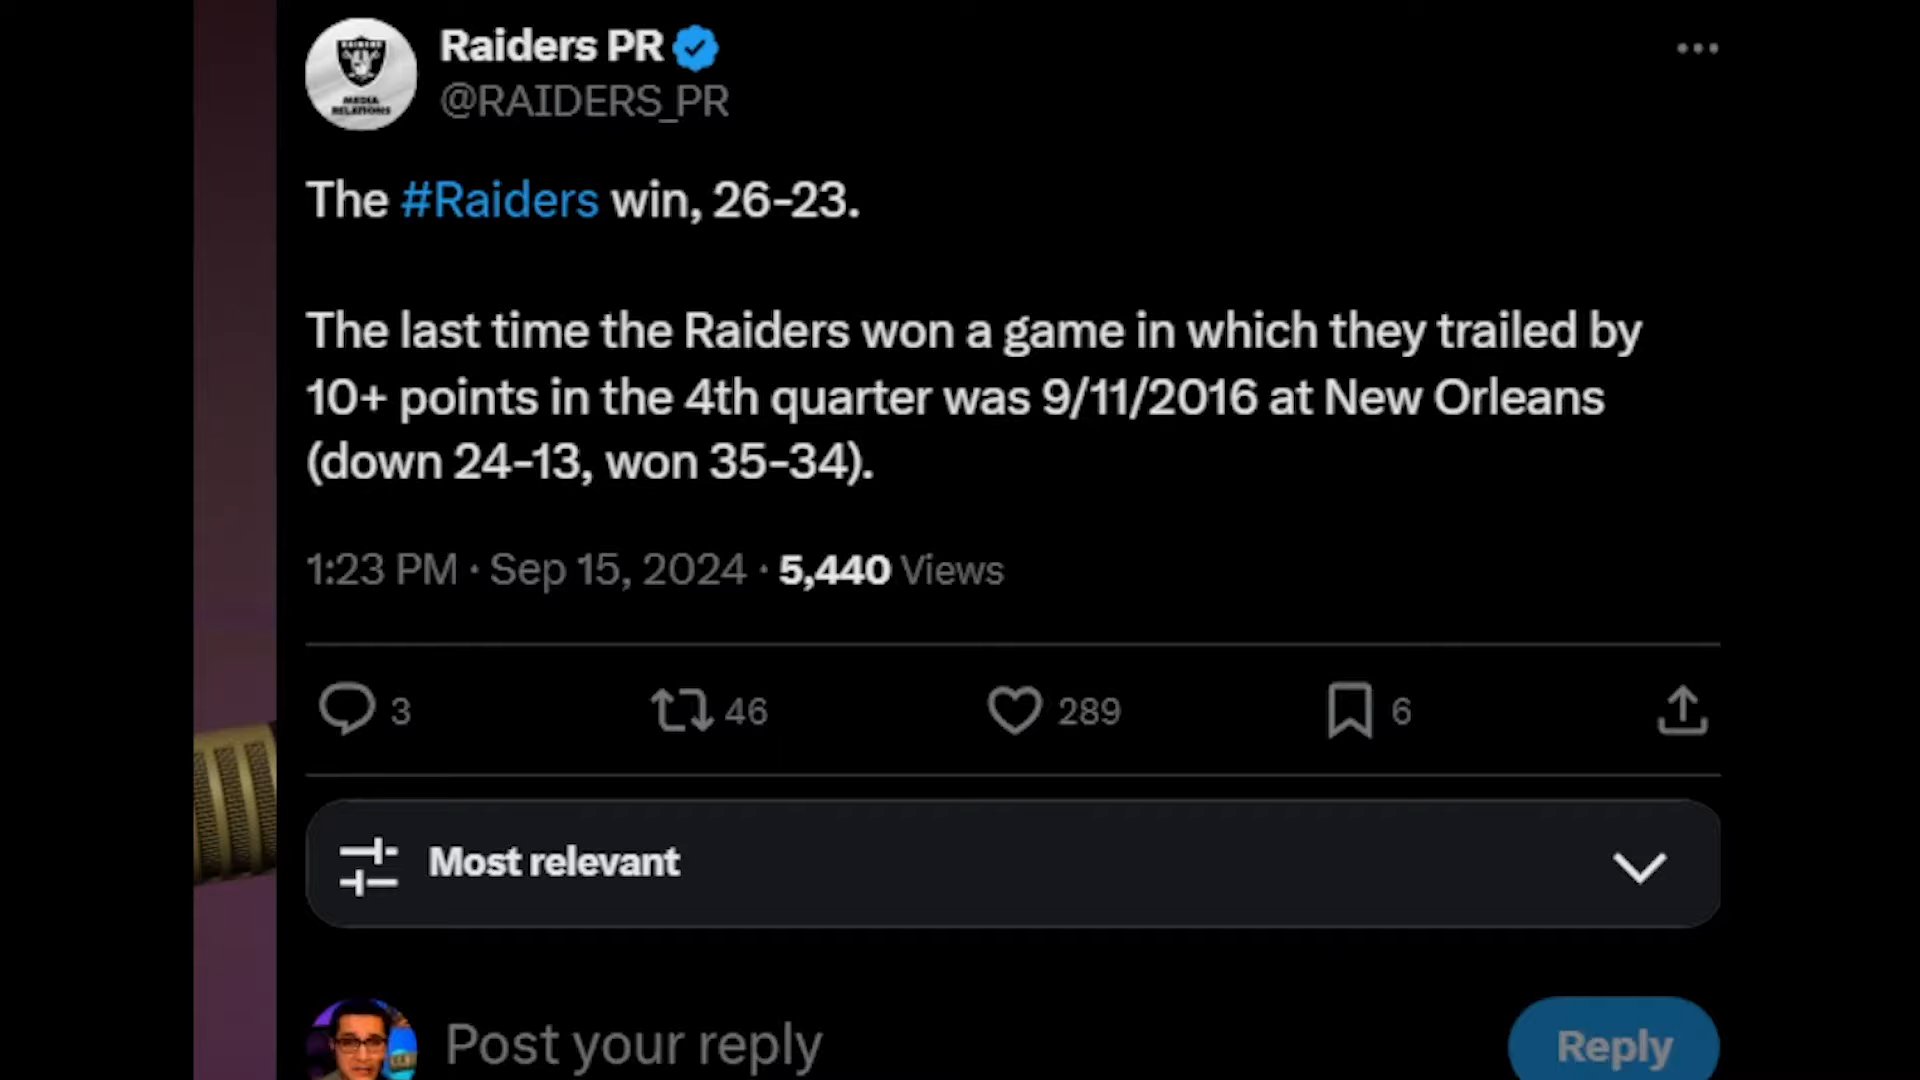 Raiders PR
@RAIDERS_PR
RAIDERS
MEDIA
RELATIONS
The #Raiders win, 26-23.
The last time the Raiders won a game in which they trailed by
10+ points in the 4th quarter was 9/11/2016 at New Orleans
(down 24-13, won 35-34).
1:23 PM · Sep 15, 2024 · 5,440 Views
3 46 289 6
Most relevant
Post your reply
Reply